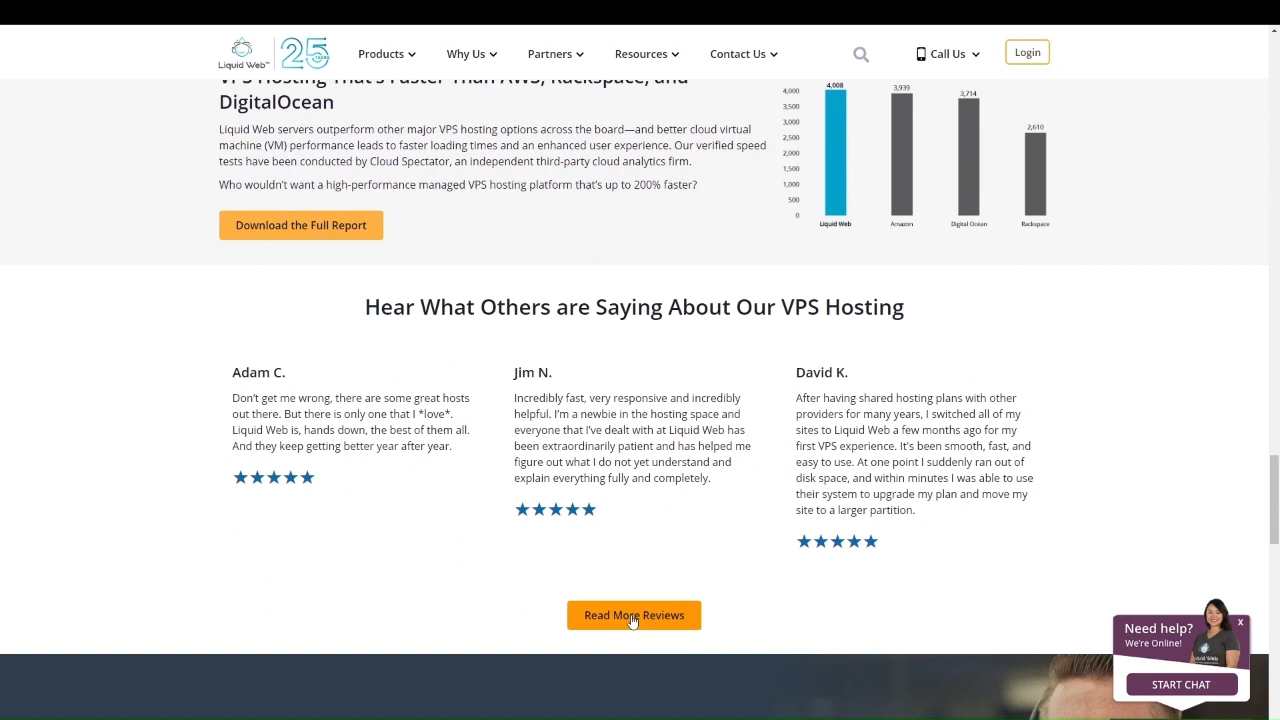 Liquid Web™ 25 YEARS
Products
Why Us
Partners
Resources
Contact Us
Call Us
Login
VPS Hosting That's Faster Than AWS, Rackspace, and
DigitalOcean
Liquid Web servers outperform other major VPS hosting options across the board—and better cloud virtual
machine (VM) performance leads to faster loading times and an enhanced user experience. Our verified speed
tests have been conducted by Cloud Spectator, an independent third-party cloud analytics firm.
Who wouldn't want a high-performance managed VPS hosting platform that's up to 200% faster?
Download the Full Report
4,000
3,500
3,000
2,500
2,000
1,500
1,000
500
0
4,008
3,939
3,714
2,610
Liquid Web
Amazon
Digital Ocean
Rackspace
Hear What Others are Saying About Our VPS Hosting
Adam C.
Don't get me wrong, there are some great hosts
out there. But there is only one that I *love*.
Liquid Web is, hands down, the best of them all.
And they keep getting better year after year.
Jim N.
Incredibly fast, very responsive and incredibly
helpful. I'm a newbie in the hosting space and
everyone that I've dealt with at Liquid Web has
been extraordinarily patient and has helped me
figure out what I do not yet understand and
explain everything fully and completely.
David K.
After having shared hosting plans with other
providers for many years, I switched all of my
sites to Liquid Web a few months ago for my
first VPS experience. It's been smooth, fast, and
easy to use. At one point I suddenly ran out of
disk space, and within minutes I was able to use
their system to upgrade my plan and move my
site to a larger partition.
Read More Reviews
Need help?
We're Online!
X
Liquid Web
START CHAT